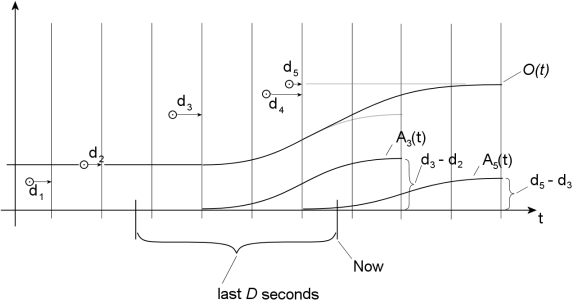 d₅
O(t)
d₃
d₄
A₃(t)
d₂
d₃ – d₂
A₅(t)
d₁
d₅ – d₃
t
Now
last D seconds